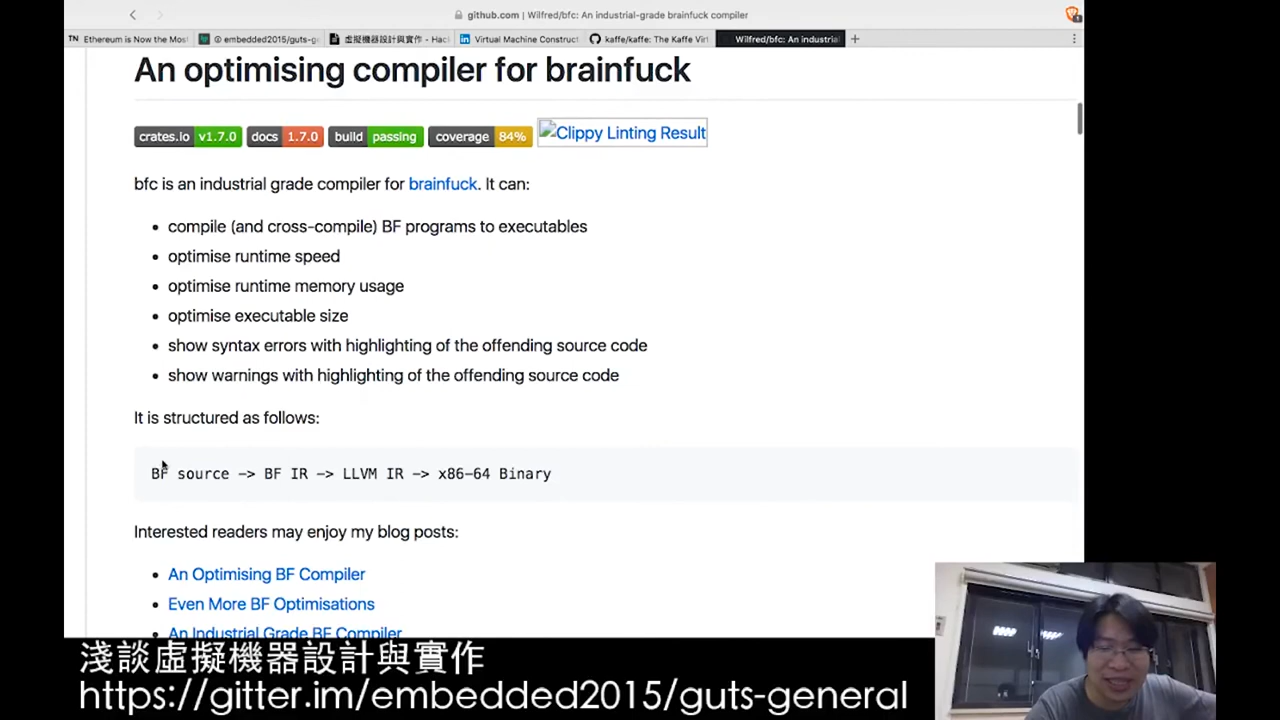 github.com | Wilfred/bfc: An industrial-grade brainfuck compiler
TN Ethereum is Now the Most
embedded2015/guts-g
虛擬機器設計與實作 - Hac
Virtual Machine Construct
kaffe/kaffe: The Kaffe Virt
Wilfred/bfc: An industrial
An optimising compiler for brainfuck
crates.io v1.7.0 docs 1.7.0 build passing coverage 84% Clippy Linting Result
bfc is an industrial grade compiler for brainfuck. It can:
• compile (and cross-compile) BF programs to executables
• optimise runtime speed
• optimise runtime memory usage
• optimise executable size
• show syntax errors with highlighting of the offending source code
• show warnings with highlighting of the offending source code
It is structured as follows:
BF source -> BF IR -> LLVM IR -> x86-64 Binary
Interested readers may enjoy my blog posts:
• An Optimising BF Compiler
• Even More BF Optimisations
• An Industrial Grade BF Compiler
淺談虛擬機器設計與實作
https://gitter.im/embedded2015/guts-general